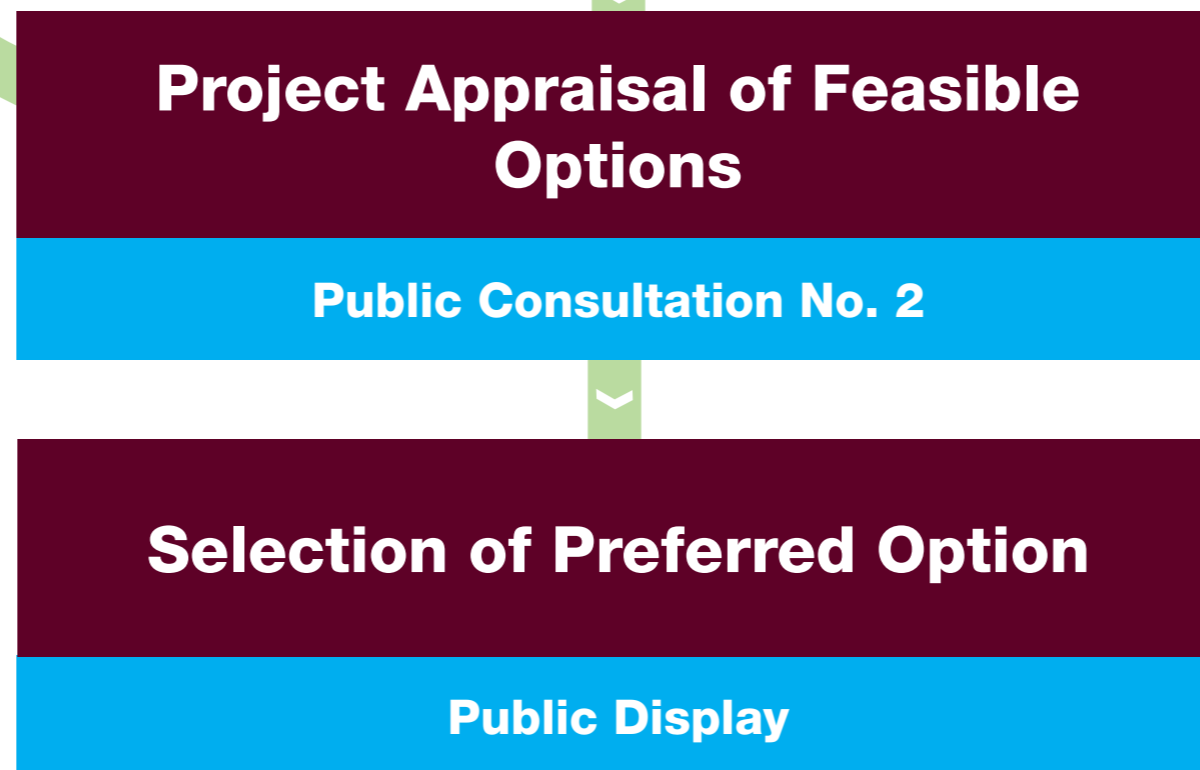 Project Appraisal of Feasible
Options
Public Consultation No. 2
Selection of Preferred Option
Public Display